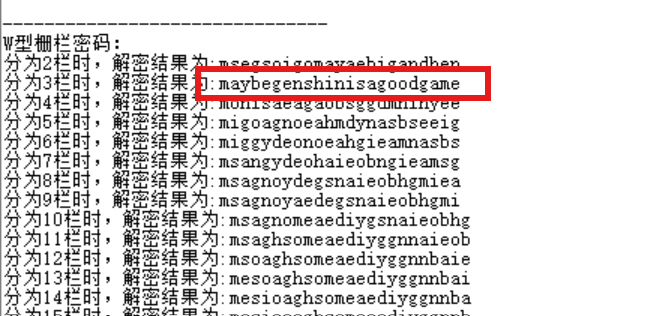 --------------------------------
W型栅栏密码:
分为2栏时，解密结果为:msegsoigomayaebigandhen
分为3栏时，解密结果为:maybegenshinisagoodgame
分为4栏时，解密结果为:monisaeagaobsggdmhinyee
分为5栏时，解密结果为:migoagnoeahmdynasbseeig
分为6栏时，解密结果为:miggydeonoeahgieamnasbs
分为7栏时，解密结果为:msangydeohaieobngieamsg
分为8栏时，解密结果为:msagnoydegsnaieobhgmiea
分为9栏时，解密结果为:msagnoyaedegsnaieobhgmi
分为10栏时，解密结果为:msagnomeaediygsnaieobhg
分为11栏时，解密结果为:msaghsomeaediyggnnaieob
分为12栏时，解密结果为:msoaghsomeaediyggnnbaie
分为13栏时，解密结果为:mesoaghsomeaediyggnnbai
分为14栏时，解密结果为:mesioaghsomeaediyggnnba